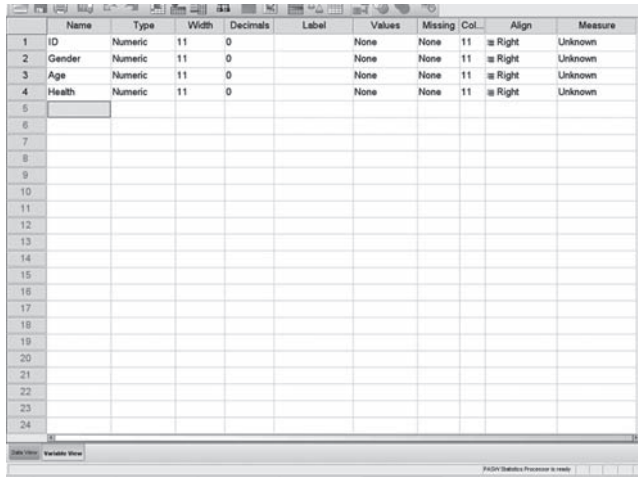 Name Type Width Decimals Label Values Missing Col... Align Measure
1 ID Numeric 11 0 None None 11 Right Unknown
2 Gender Numeric 11 0 None None 11 Right Unknown
3 Age Numeric 11 0 None None 11 Right Unknown
4 Health Numeric 11 0 None None 11 Right Unknown
5
6
7
8
9
10
11
12
13
14
15
16
17
18
19
20
21
22
23
24
Data View Variable View
PASW Statistics Processor is ready